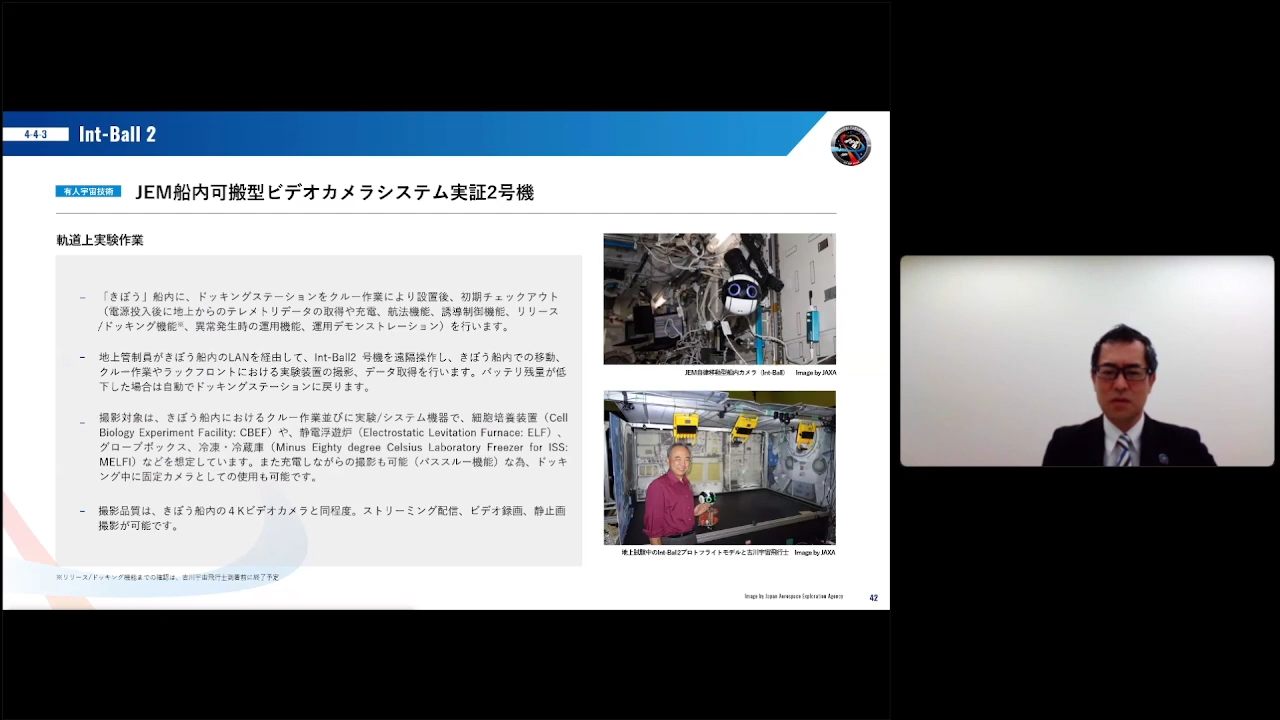 4-4-3
Int-Ball 2
有人宇宙技術
JEM船内可搬型ビデオカメラシステム実証2号機
軌道上実験作業
– 「きぼう」船内に、ドッキングステーションをクルー作業により設置後、初期チェックアウト
（電源投入後に地上からのテレメトリデータの取得や充電、航法機能、誘導制御機能、リリース
/ドッキング機能※、異常発生時の運用機能、運用デモンストレーション）を行います。
– 地上管制員がきぼう船内のLANを経由して、Int-Ball2 号機を遠隔操作し、きぼう船内での移動、
クルー作業やラックフロントにおける実験装置の撮影、データ取得を行います。バッテリ残量が低
下した場合は自動でドッキングステーションに戻ります。
– 撮影対象は、きぼう船内におけるクルー作業並びに実験/システム機器で、細胞培養装置（Cell
Biology Experiment Facility: CBEF）や、静電浮遊炉（Electrostatic Levitation Furnace: ELF）、
グローブボックス、冷凍・冷蔵庫（Minus Eighty degree Celsius Laboratory Freezer for ISS:
MELFI）などを想定しています。また充電しながらの撮影も可能（パススルー機能）な為、ドッキ
ング中に固定カメラとしての使用も可能です。
– 撮影品質は、きぼう船内の４Kビデオカメラと同程度。ストリーミング配信、ビデオ録画、静止画
撮影が可能です。
※リリース/ドッキング機能までの確認は、古川宇宙飛行士到着前に終了予定
JEM自律移動型船内カメラ（Int-Ball） Image by JAXA
地上試験中のInt-Ball2プロトフライトモデルと古川宇宙飛行士 Image by JAXA
Image by Japan Aerospace Exploration Agency
42